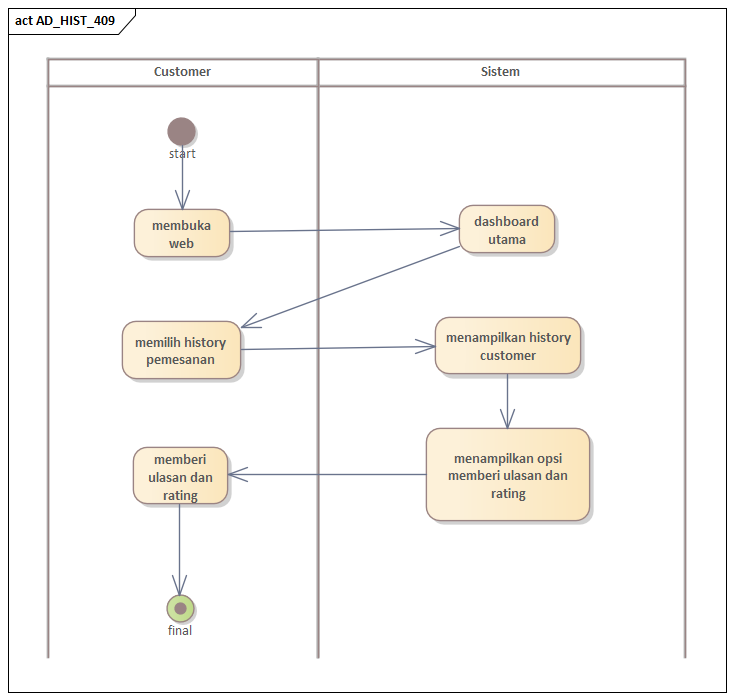 act AD_HIST_409
Customer
Sistem
start
membuka
web
dashboard
utama
memilih history
pemesanan
menampilkan history
customer
memberi
ulasan dan
rating
menampilkan opsi
memberi ulasan dan
rating
final